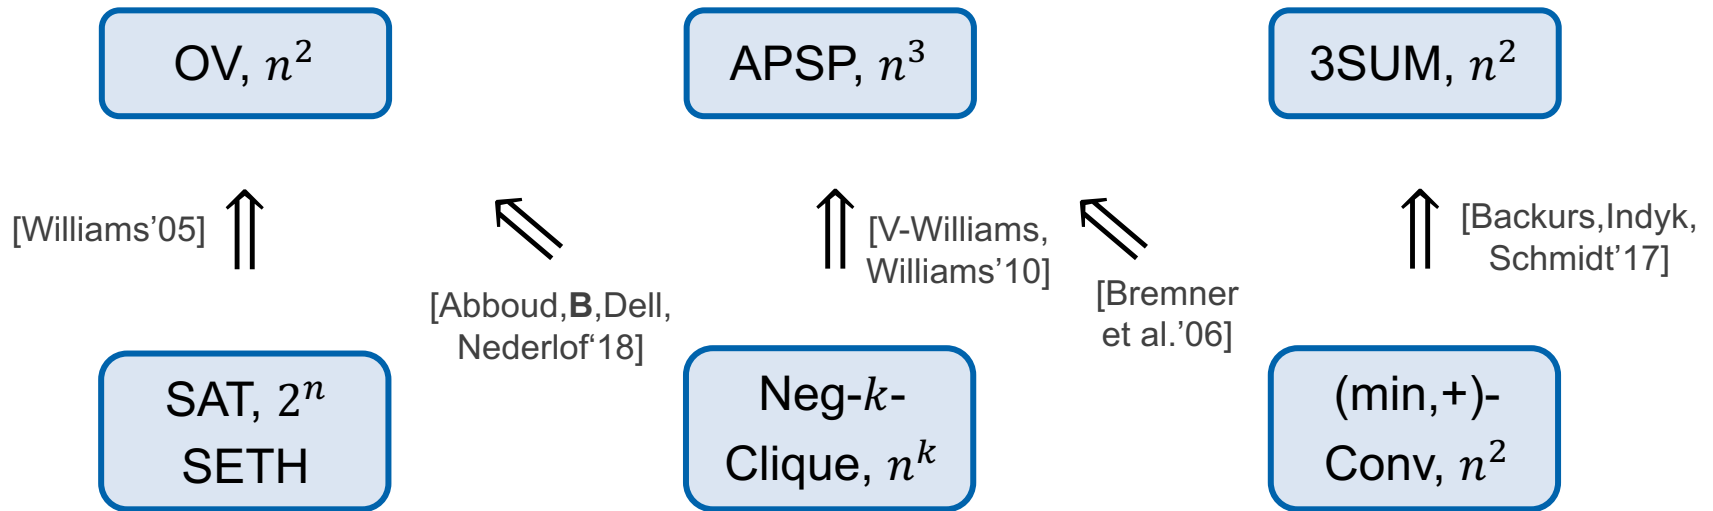 OV, n²
APSP, n³
3SUM, n²
[Williams’05]
[Abboud,B,Dell,
Nederlof‘18]
[V-Williams,
Williams’10]
[Bremner
et al.’06]
[Backurs,Indyk,
Schmidt’17]
SAT, 2ⁿ
SETH
Neg-k-
Clique, nᵏ
(min,+)-
Conv, n²